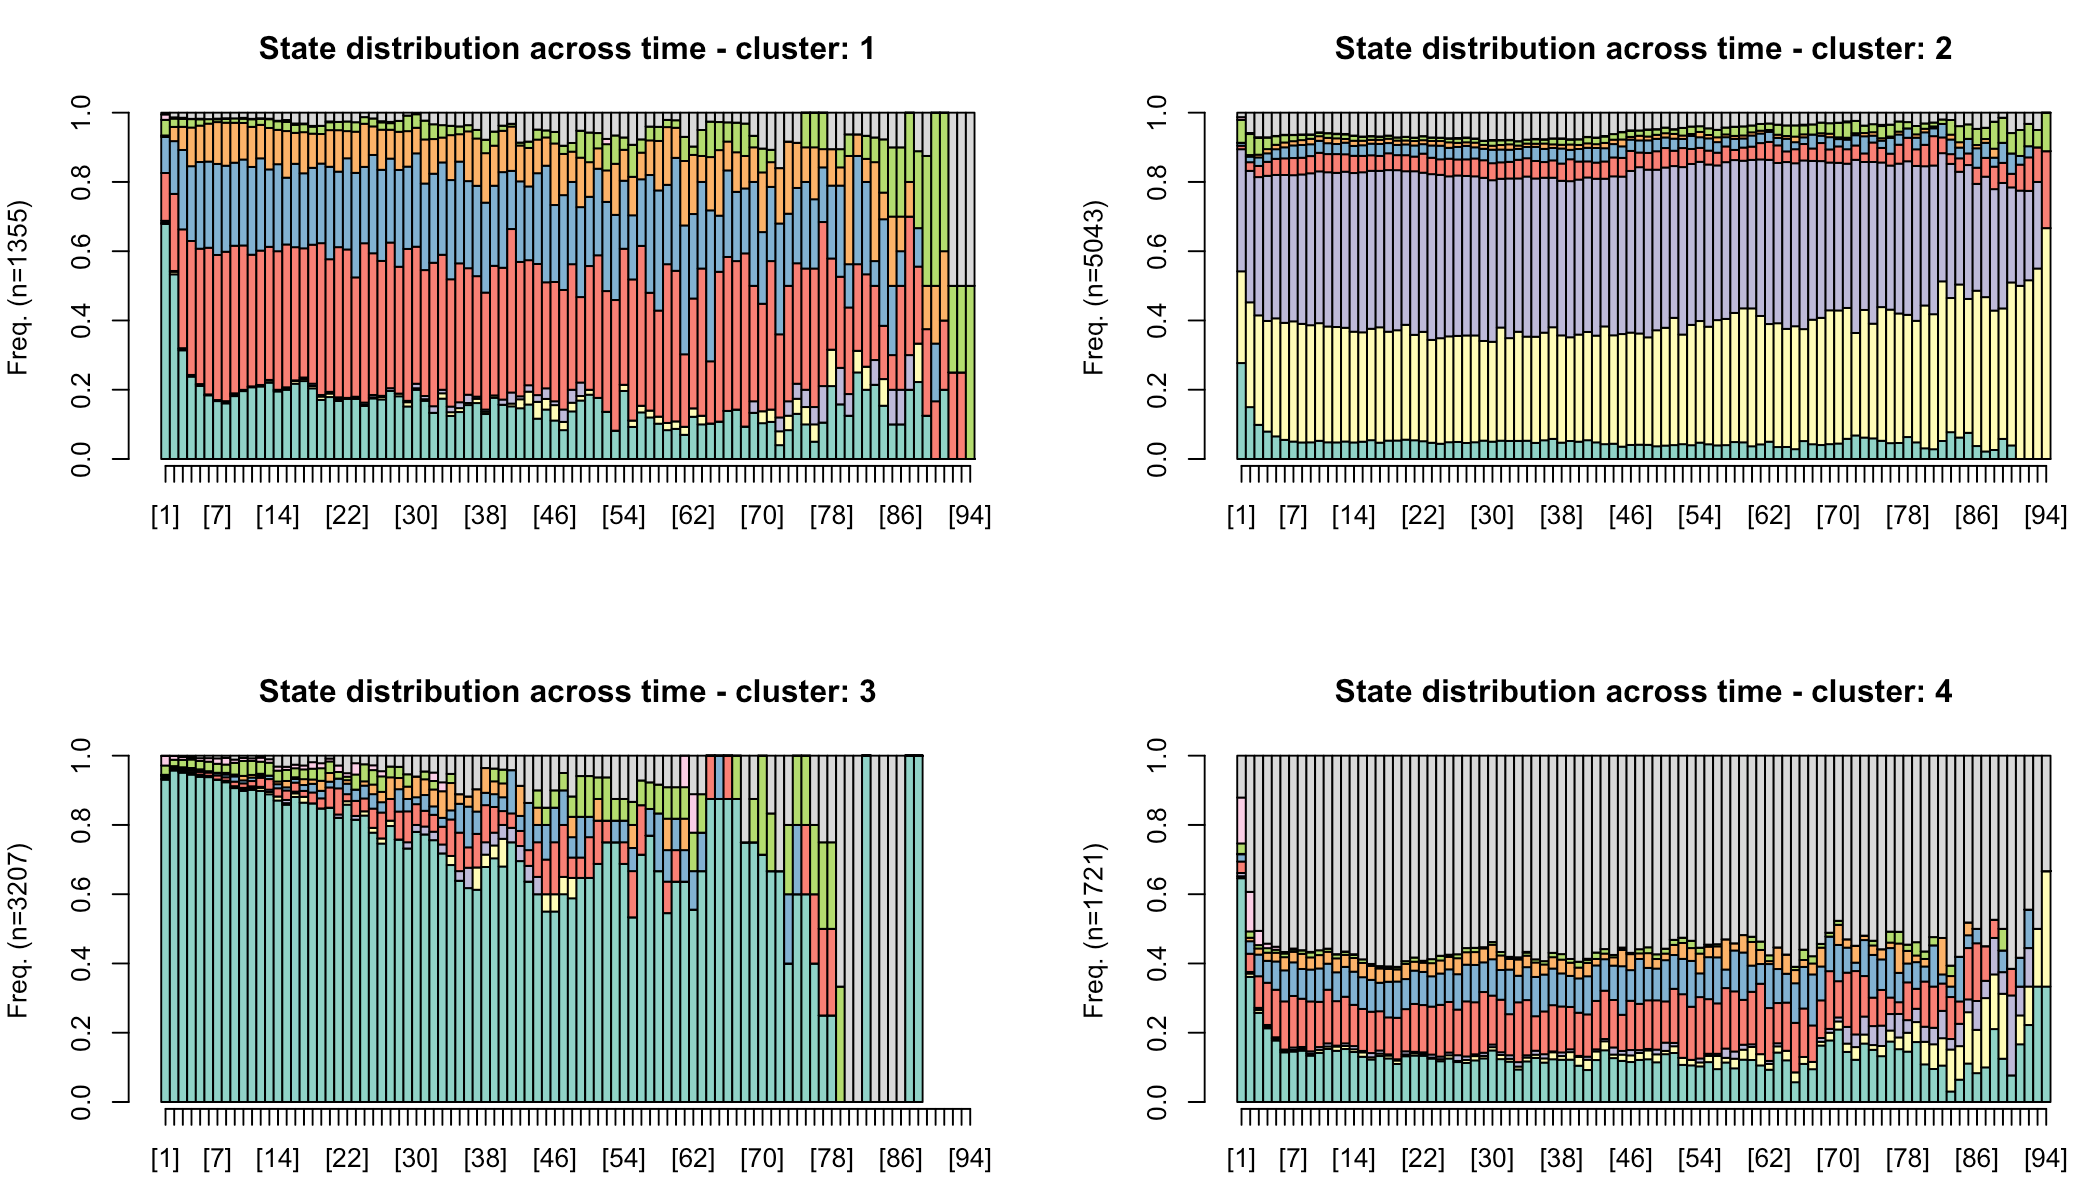 State distribution across time - cluster: 1
Freq. (n=1355)
0.0 0.2 0.4 0.6 0.8 1.0
[1] [7] [14] [22] [30] [38] [46] [54] [62] [70] [78] [86] [94]
State distribution across time - cluster: 2
Freq. (n=5043)
0.0 0.2 0.4 0.6 0.8 1.0
[1] [7] [14] [22] [30] [38] [46] [54] [62] [70] [78] [86] [94]
State distribution across time - cluster: 3
Freq. (n=3207)
0.0 0.2 0.4 0.6 0.8 1.0
[1] [7] [14] [22] [30] [38] [46] [54] [62] [70] [78] [86] [94]
State distribution across time - cluster: 4
Freq. (n=1721)
0.0 0.2 0.4 0.6 0.8 1.0
[1] [7] [14] [22] [30] [38] [46] [54] [62] [70] [78] [86] [94]